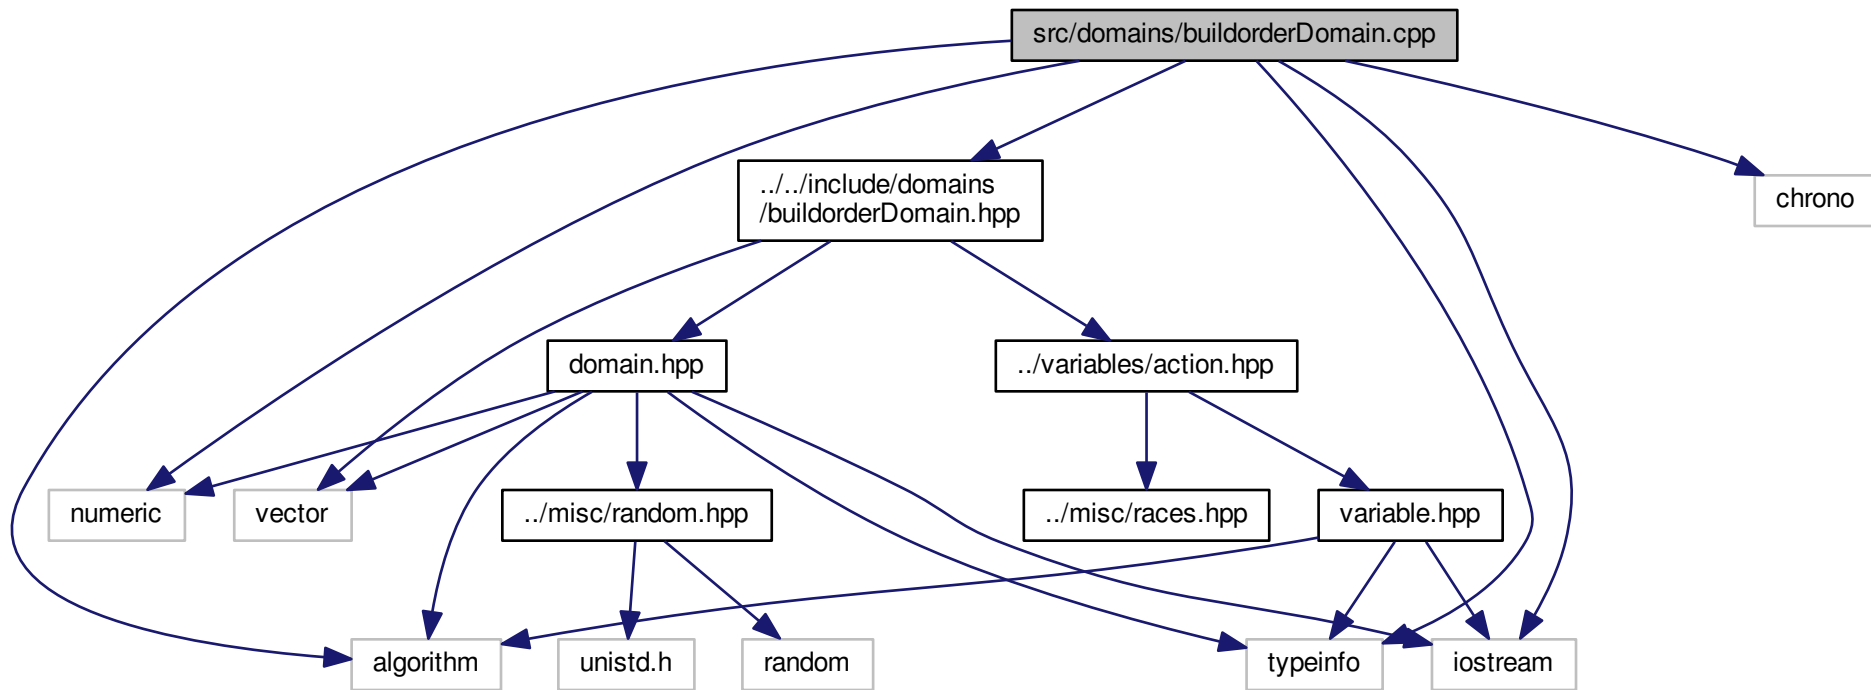 src/domains/buildorderDomain.cpp
../../include/domains
/buildorderDomain.hpp
chrono
domain.hpp
../variables/action.hpp
numeric
vector
../misc/random.hpp
../misc/races.hpp
variable.hpp
algorithm
unistd.h
random
typeinfo
iostream